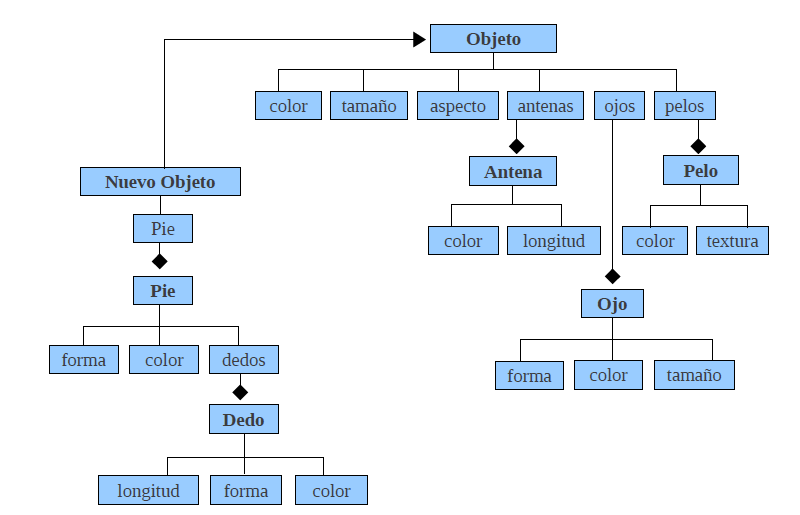 Objeto
color
tamaño
aspecto
antenas
ojos
pelos
Nuevo Objeto
Antena
Pelo
Pie
color
longitud
color
textura
Pie
Ojo
forma
color
dedos
forma
color
tamaño
Dedo
longitud
forma
color